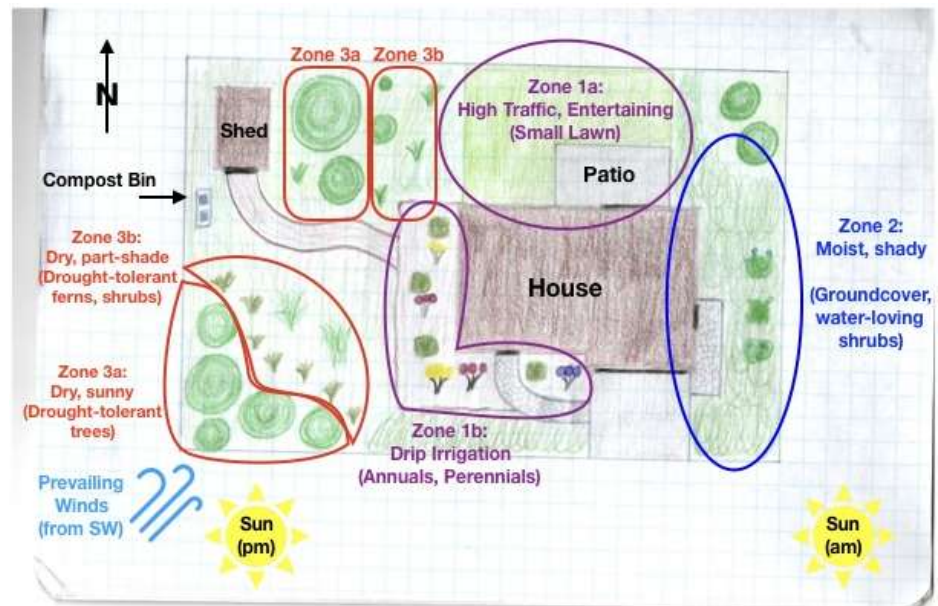 N
Zone 3a
Zone 3b
Zone 1a:
High Traffic, Entertaining
(Small Lawn)
Shed
Patio
Compost Bin
Zone 3b:
Dry, part-shade
(Drought-tolerant
ferns, shrubs)
House
Zone 2:
Moist, shady
(Groundcover,
water-loving
shrubs)
Zone 3a:
Dry, sunny
(Drought-tolerant
trees)
Zone 1b:
Drip Irrigation
(Annuals, Perennials)
Prevailing
Winds
(from SW)
Sun
(pm)
Sun
(am)